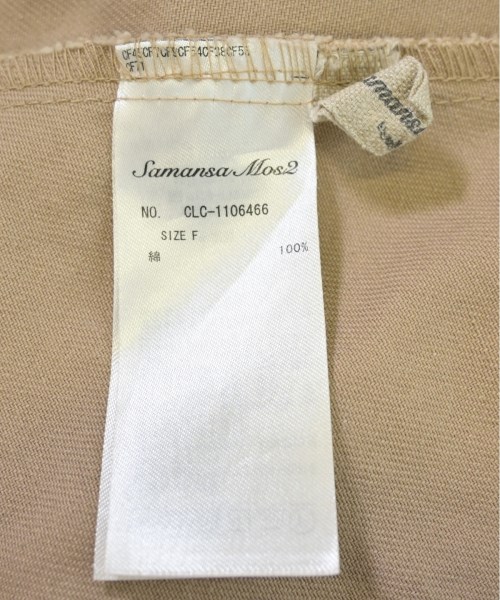 Samansa Mos2
NO. CLC-1106466
SIZE F
綿 100%